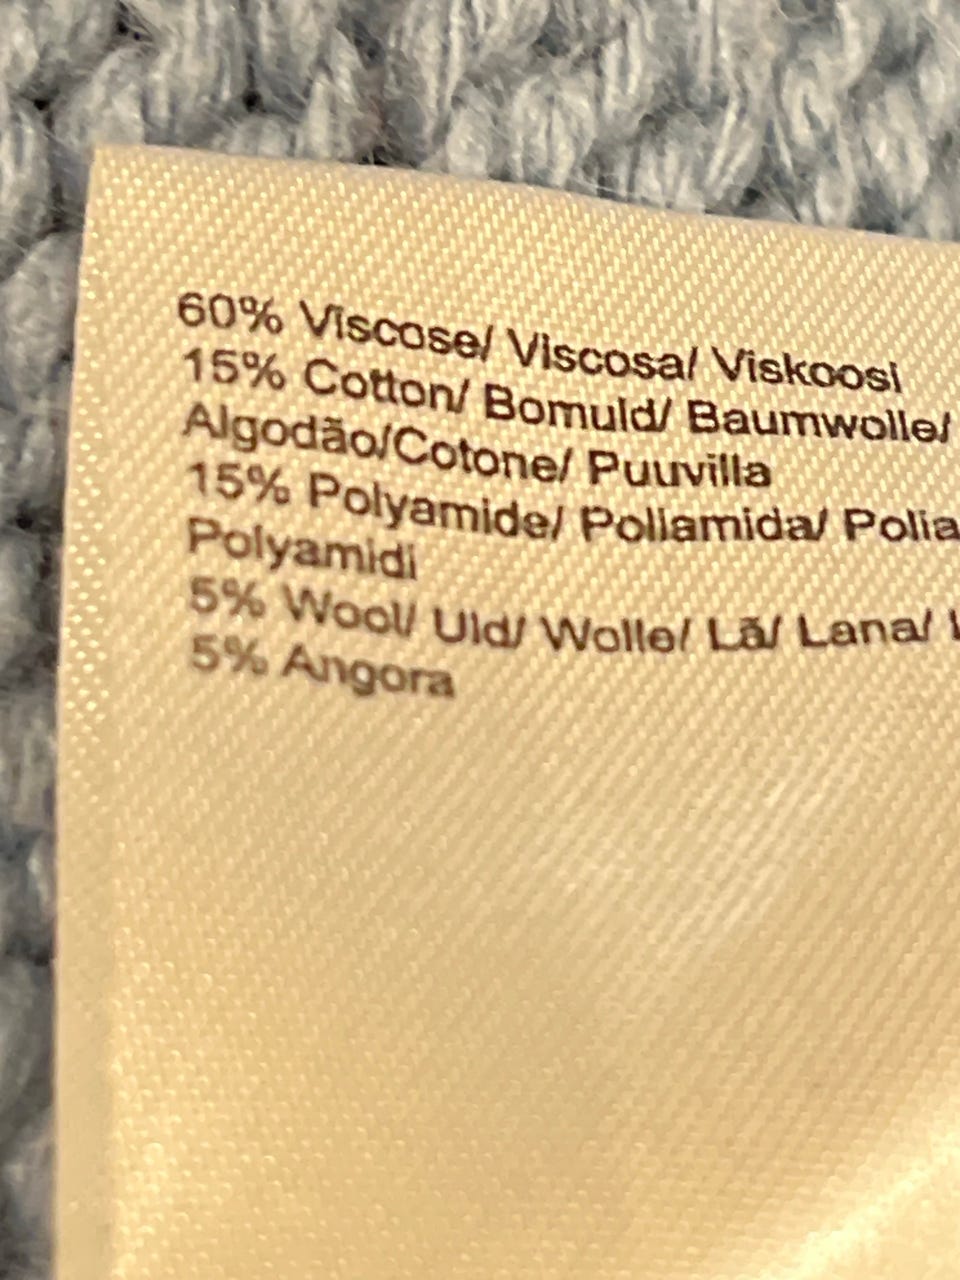 60% Viscose/ Viscosa/ Viskoosi
15% Cotton/ Bomuld/ Baumwolle/
Algodão/Cotone/ Puuvilla
15% Polyamide/ Poliamida/ Polia
Polyamidi
5% Wool/ Uld/ Wolle/ Lã/ Lana/
5% Angora